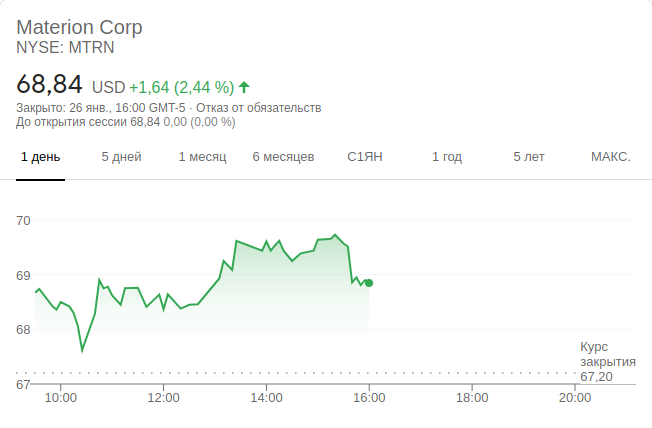 Materion Corp
NYSE: MTRN
68,84 USD +1,64 (2,44 %)
Закрыто: 26 янв., 16:00 GMT-5 · Отказ от обязательств
До открытия сессии 68,84 0,00 (0,00 %)
1 день 5 дней 1 месяц 6 месяцев С1ЯН 1 год 5 лет МАКС.
70
69
68
Курс
закрытия
67,20
67
10:00 12:00 14:00 16:00 18:00 20:00